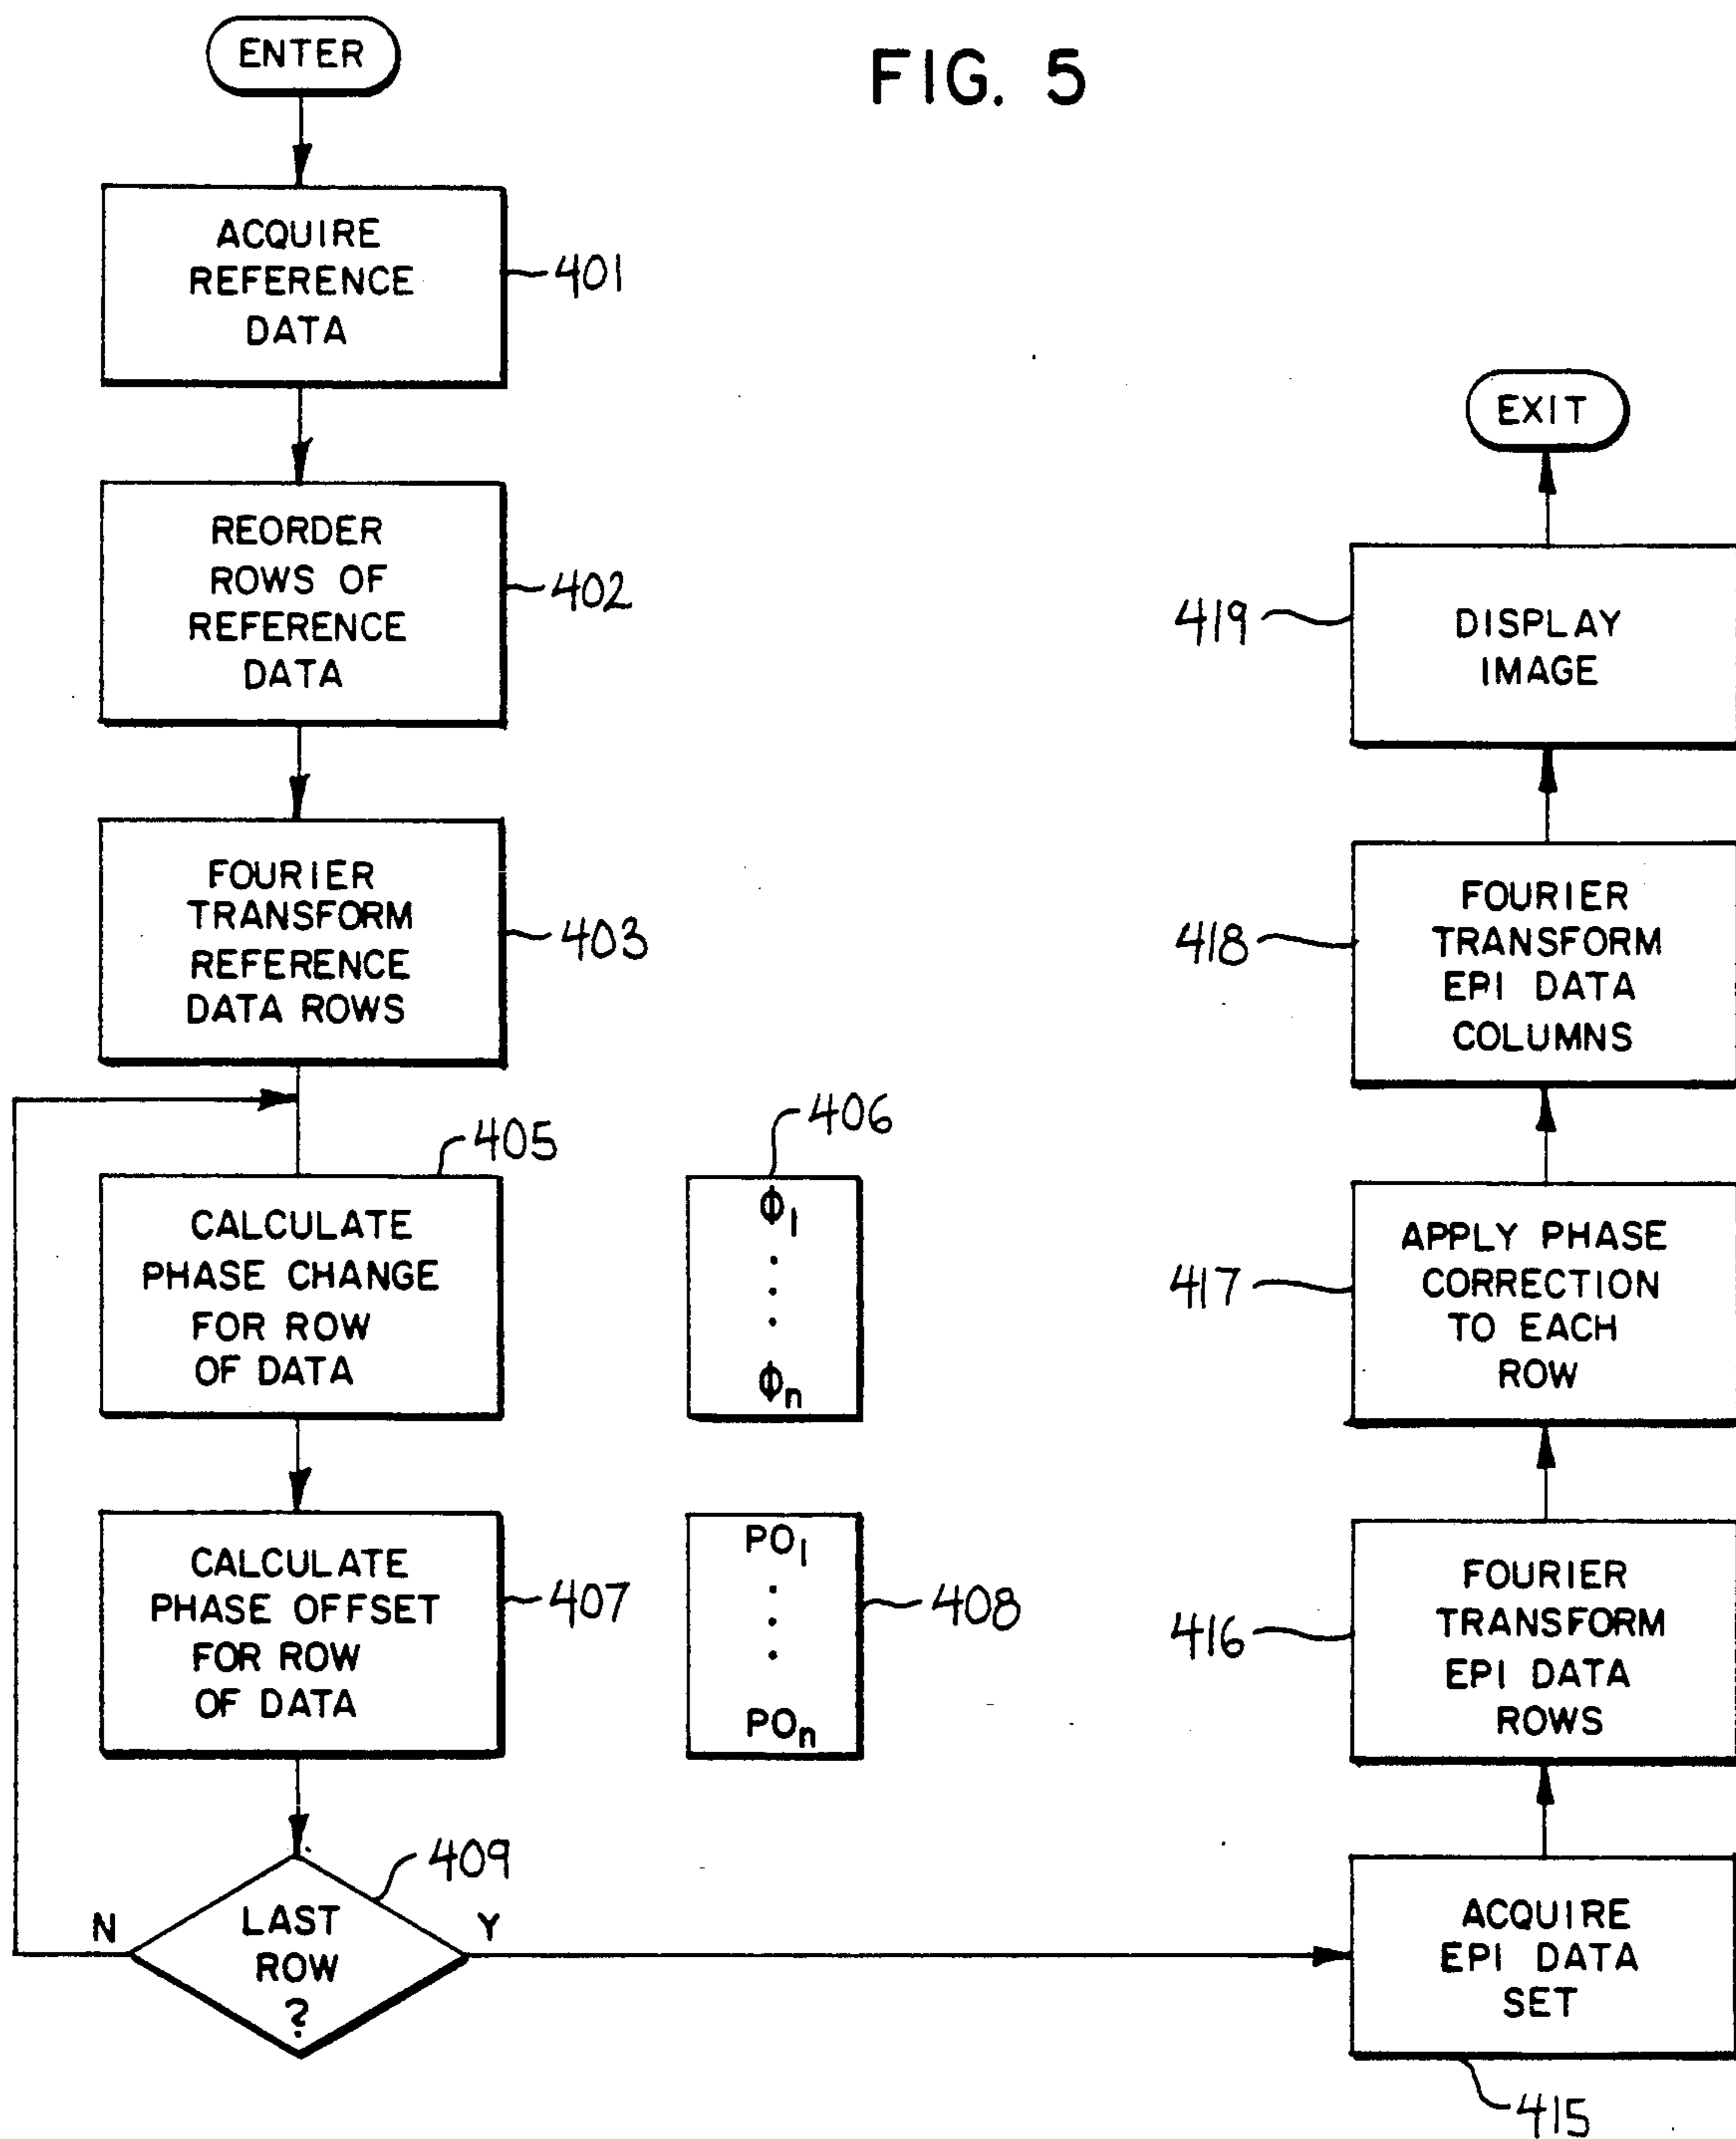 FIG. 5
ENTER
ACQUIRE
REFERENCE
DATA
401
REORDER
ROWS OF
REFERENCE
DATA
402
FOURIER
TRANSFORM
REFERENCE
DATA ROWS
403
405
CALCULATE
PHASE CHANGE
FOR ROW
OF DATA
406
Φ1
.
.
.
Φn
CALCULATE
PHASE OFFSET
FOR ROW
OF DATA
407
PO1
.
.
.
POn
408
409
LAST
ROW
?
N
Y
EXIT
419
DISPLAY
IMAGE
418
FOURIER
TRANSFORM
EPI DATA
COLUMNS
417
APPLY PHASE
CORRECTION
TO EACH
ROW
416
FOURIER
TRANSFORM
EPI DATA
ROWS
ACQUIRE
EPI DATA
SET
415